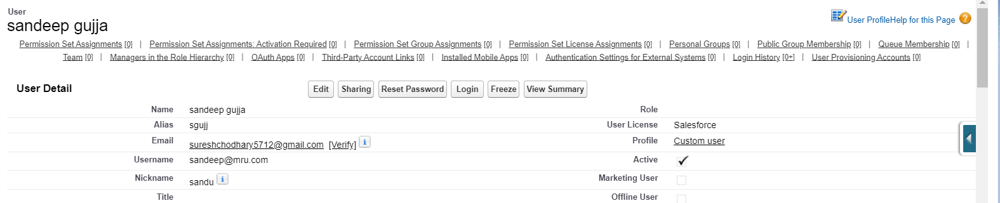 User
sandeep gujja
User Profile Help for this Page
Permission Set Assignments [0] | Permission Set Assignments: Activation Required [0] | Permission Set Group Assignments [0] | Permission Set License Assignments [0] | Personal Groups [0] | Public Group Membership [0] | Queue Membership [0] |
Team [0] | Managers in the Role Hierarchy [0] | OAuth Apps [0] | Third-Party Account Links [0] | Installed Mobile Apps [0] | Authentication Settings for External Systems [0] | Login History [0+] | User Provisioning Accounts [0]
User Detail Edit Sharing Reset Password Login Freeze View Summary
Name sandeep gujja Role
Alias sgujj User License Salesforce
Email sureshchodhary5712@gmail.com [Verify] i Profile Custom user
Username sandeep@mru.com Active
Nickname sandu i Marketing User
Title Offline User